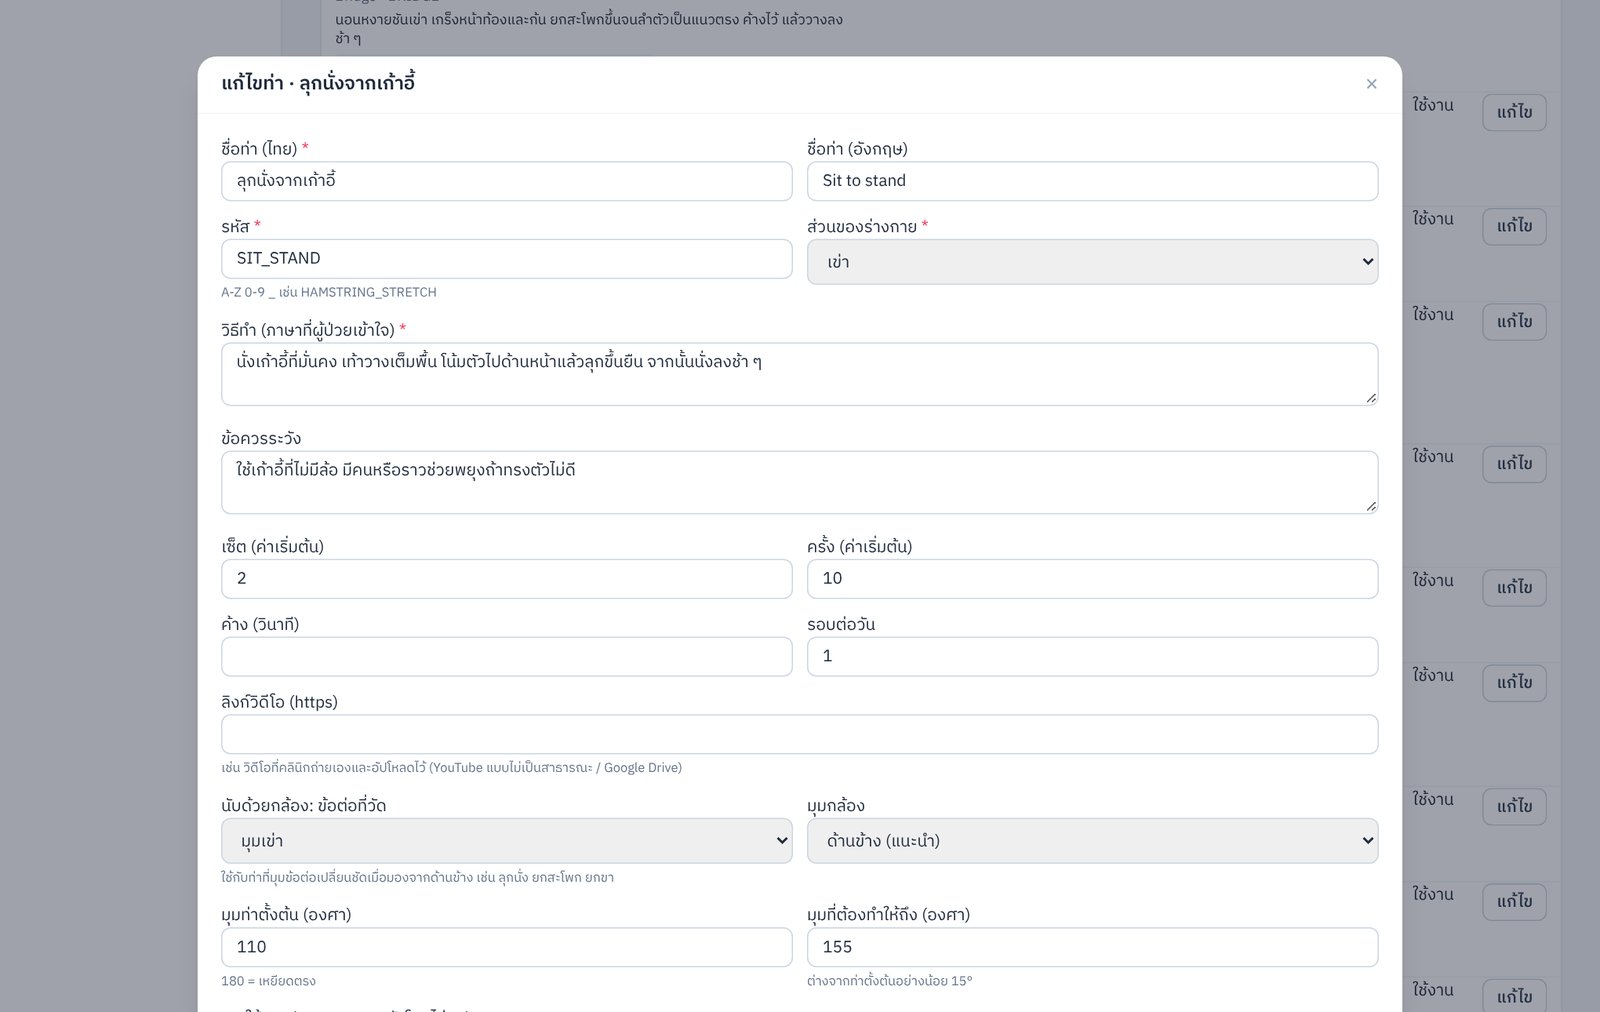 นอนหงายชันเข่า เกร็งหน้าท้องและก้น ยกสะโพกขึ้นจนลำตัวเป็นแนวตรง ค้างไว้ แล้ววางลง
ช้า ๆ
แก้ไขท่า · ลุกนั่งจากเก้าอี้
×
ชื่อท่า (ไทย) *
ชื่อท่า (อังกฤษ)
ลุกนั่งจากเก้าอี้
Sit to stand
รหัส *
ส่วนของร่างกาย *
SIT_STAND
เข่า
A-Z 0-9 _ เช่น HAMSTRING_STRETCH
วิธีทำ (ภาษาที่ผู้ป่วยเข้าใจ) *
นั่งเก้าอี้ที่มั่นคง เท้าวางเต็มพื้น โน้มตัวไปด้านหน้าแล้วลุกขึ้นยืน จากนั้นนั่งลงช้า ๆ
ข้อควรระวัง
ใช้เก้าอี้ที่ไม่มีล้อ มีคนหรือราวช่วยพยุงถ้าทรงตัวไม่ดี
เซ็ต (ค่าเริ่มต้น)
ครั้ง (ค่าเริ่มต้น)
2
10
ค้าง (วินาที)
รอบต่อวัน
1
ลิงก์วิดีโอ (https)
เช่น วิดีโอที่คลินิกถ่ายเองและอัปโหลดไว้ (YouTube แบบไม่เป็นสาธารณะ / Google Drive)
นับด้วยกล้อง: ข้อต่อที่วัด
มุมกล้อง
มุมเข่า
ด้านข้าง (แนะนำ)
ใช้กับท่าที่มุมข้อต่อเปลี่ยนชัดเมื่อมองจากด้านข้าง เช่น ลุกนั่ง ยกสะโพก ยกขา
มุมท่าตั้งต้น (องศา)
มุมที่ต้องทำให้ถึง (องศา)
110
155
180 = เหยียดตรง
ต่างจากท่าตั้งต้นอย่างน้อย 15°
ใช้งาน แก้ไข
ใช้งาน แก้ไข
ใช้งาน แก้ไข
ใช้งาน แก้ไข
ใช้งาน แก้ไข
ใช้งาน แก้ไข
ใช้งาน แก้ไข
ใช้งาน แก้ไข
ใช้งาน แก้ไข